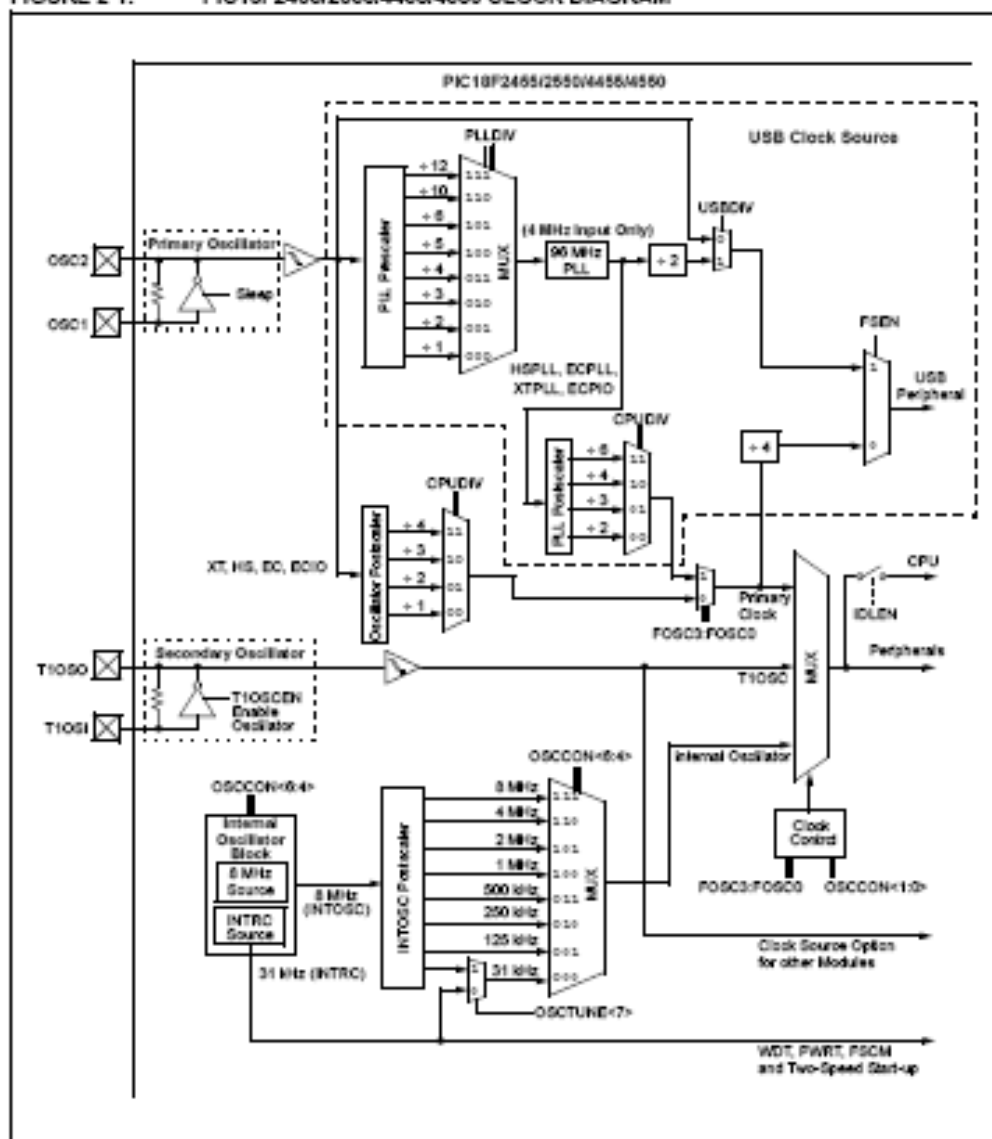 PIC18F2455/2550/4455/4550
USB Clock Source
PLLDIV
PLL Prescaler
÷ 12
÷ 10
÷ 6
÷ 5
÷ 4
÷ 3
÷ 2
÷ 1
111
110
101
100
011
010
001
000
MUX
(4 MHz Input Only)
96 MHz
PLL
÷ 2
USBDIV
0
1
Primary Oscillator
OSC2
OSC1
Sleep
HSPLL, ECPLL,
XTPLL, ECPIO
FSEN
1
0
USB
Peripheral
÷ 4
CPUDIV
PLL Postscaler
÷ 6
÷ 4
÷ 3
÷ 2
11
10
01
00
CPUDIV
XT, HS, EC, ECIO
Oscillator Postscaler
÷ 4
÷ 3
÷ 2
÷ 1
11
10
01
00
1
0
Primary
Clock
FOSC3:FOSC0
CPU
IDLEN
Peripherals
MUX
Secondary Oscillator
T1OSO
T1OSI
T1OSCEN
Enable
Oscillator
T1OSC
Internal Oscillator
OSCCON<6:4>
OSCCON<6:4>
Internal
Oscillator
Block
8 MHz
Source
INTRC
Source
8 MHz
(INTOSC)
31 kHz (INTRC)
INTOSC Postscaler
8 MHz
4 MHz
2 MHz
1 MHz
500 kHz
250 kHz
125 kHz
31 kHz
111
110
101
100
011
010
001
000
MUX
1
0
OSCTUNE<7>
Clock
Control
FOSC3:FOSC0
OSCCON<1:0>
Clock Source Option
for other Modules
WDT, PWRT, FSCM
and Two-Speed Start-up